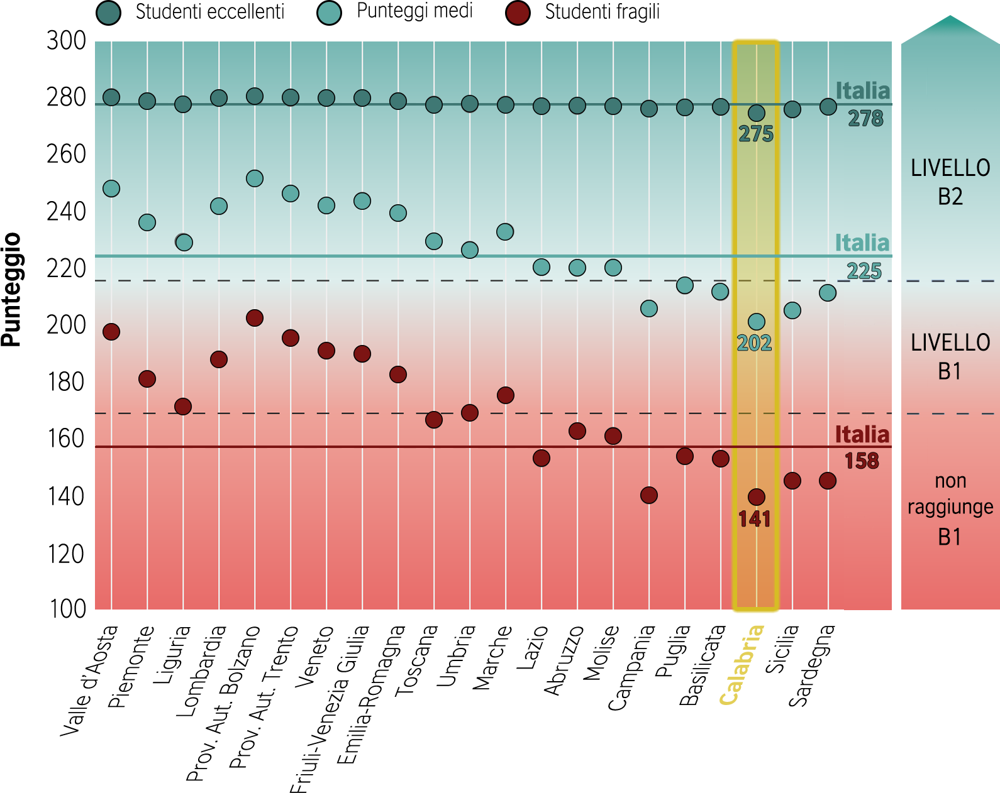 Studenti eccellenti
Punteggi medi
Studenti fragili
Punteggio
300
280
260
240
220
200
180
160
140
120
100
Italia
278
275
Italia
225
202
Italia
158
141
LIVELLO
B2
LIVELLO
B1
non
raggiunge
B1
Valle d'Aosta
Piemonte
Liguria
Lombardia
Prov. Aut. Bolzano
Prov. Aut. Trento
Veneto
Friuli-Venezia Giulia
Emilia-Romagna
Toscana
Umbria
Marche
Lazio
Abruzzo
Molise
Campania
Puglia
Basilicata
Calabria
Sicilia
Sardegna